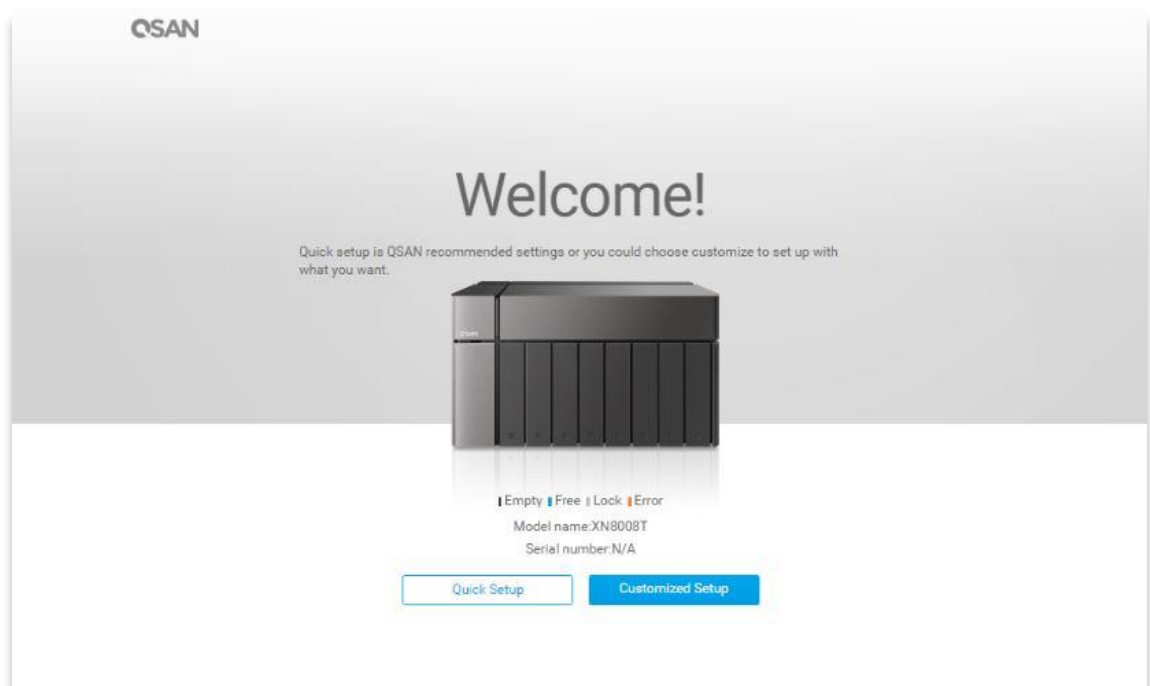 QSAN
Welcome!
Quick setup is QSAN recommended settings or you could choose customize to set up with
what you want.
QSAN
Empty Free Lock Error
Model name:XN8008T
Serial number:N/A
Quick Setup
Customized Setup